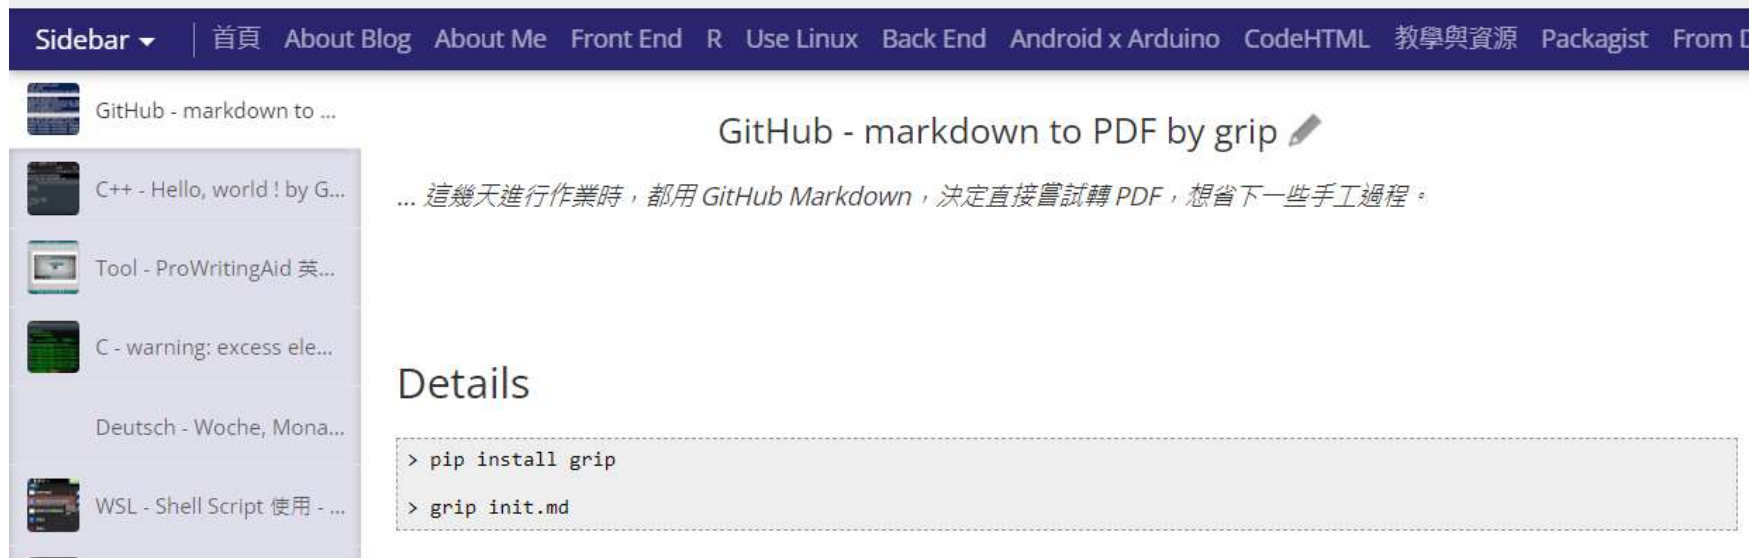 Sidebar 首頁 About Blog About Me Front End R Use Linux Back End Android x Arduino CodeHTML 教學與資源 Packagist From
GitHub - markdown to ...
C++ - Hello, world ! by G...
Tool - ProWritingAid 英...
C - warning: excess ele...
Deutsch - Woche, Mona...
WSL - Shell Script 使用 - ...
GitHub - markdown to PDF by grip
... 這幾天進行作業時，都用 GitHub Markdown，決定直接嘗試轉 PDF，想省下一些手工過程。
Details
> pip install grip
> grip init.md